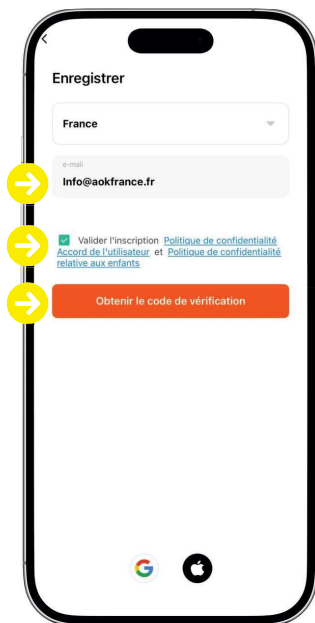 Enregistrer
France
e-mail
Info@aokfrance.fr
Valider l'inscription Politique de confidentialité
Accord de l'utilisateur et Politique de confidentialité
relative aux enfants
Obtenir le code de vérification